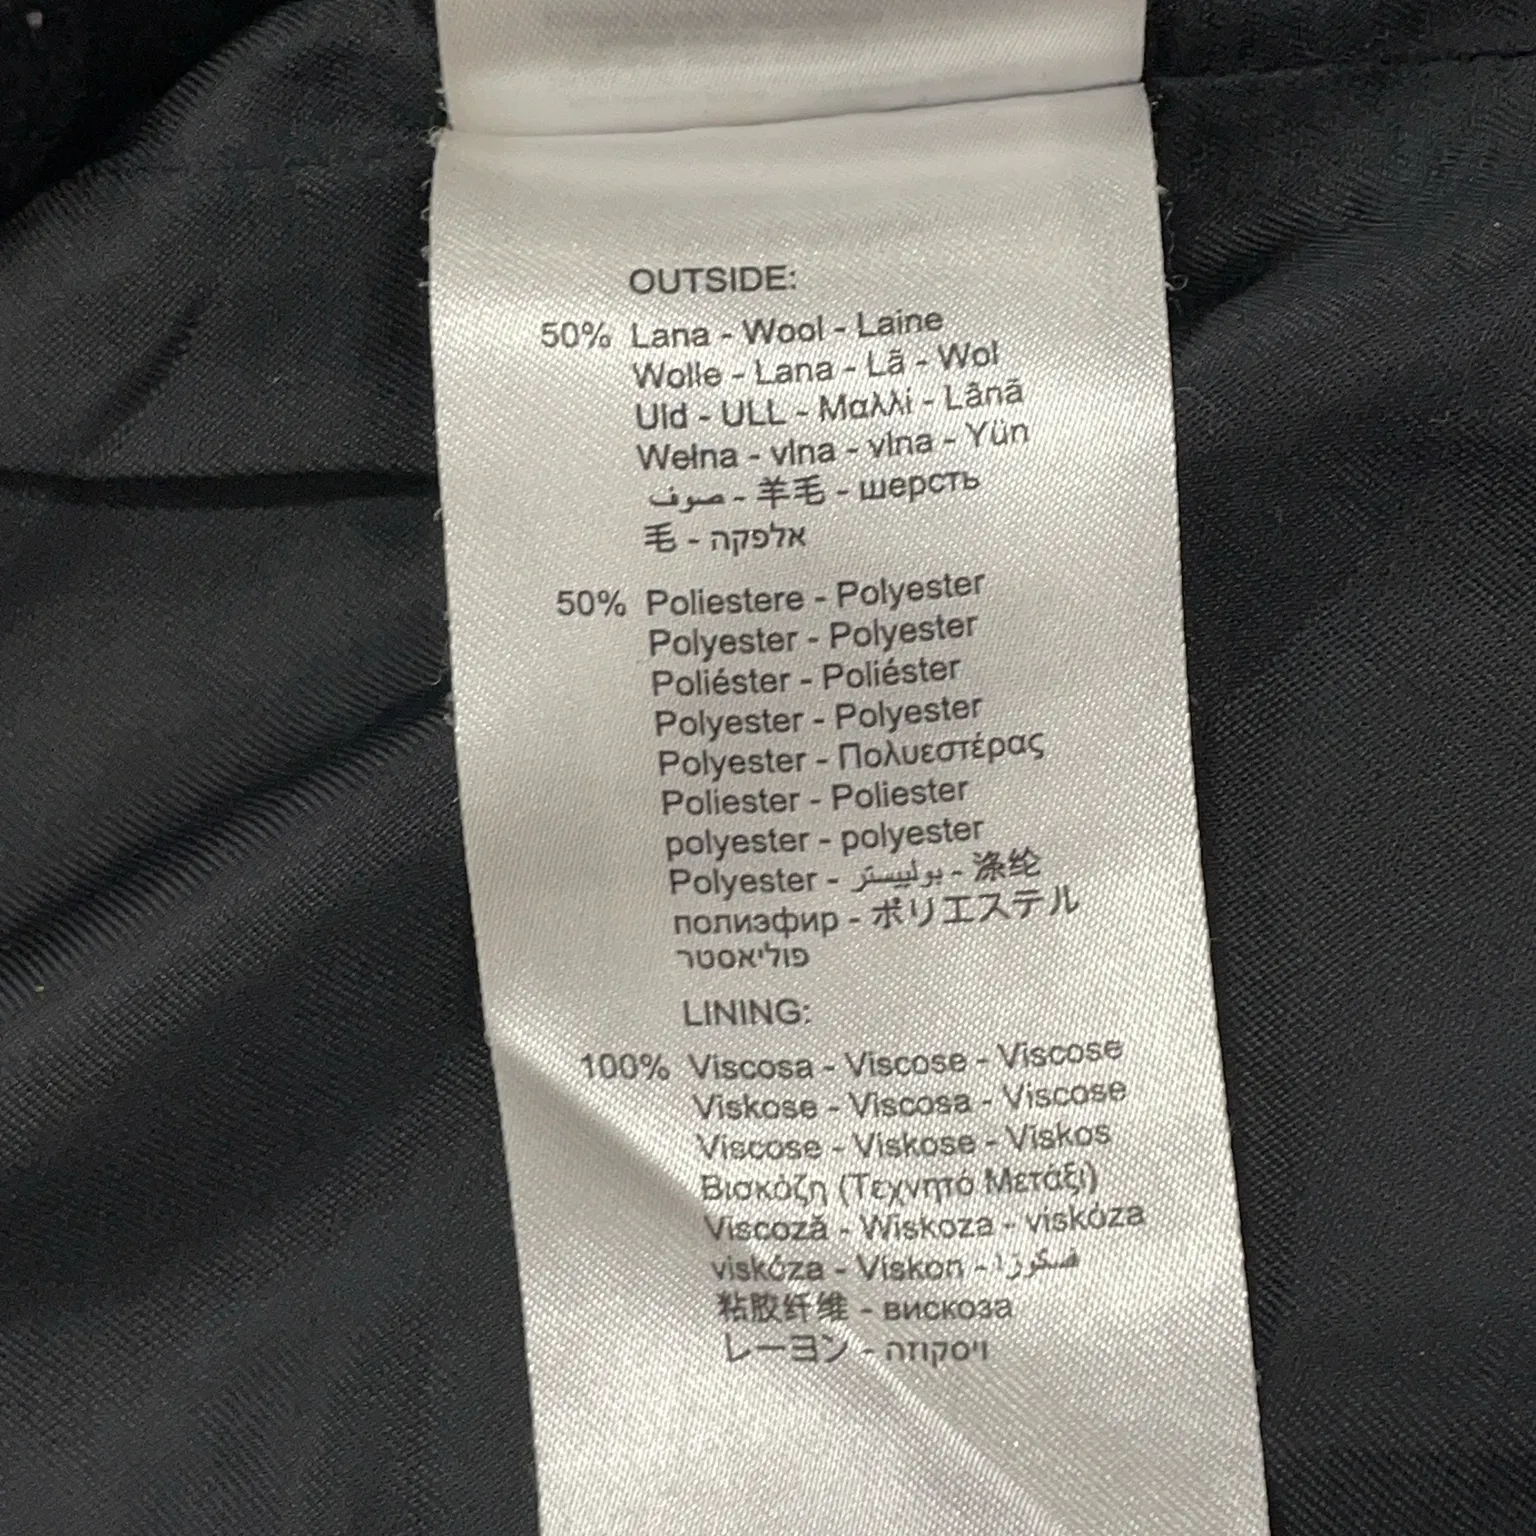 OUTSIDE:
50% Lana - Wool - Laine
Wolle - Lana - Lã - Wol
Uld - ULL - Μαλλί - Lână
Wełna - vlna - vlna - Yün
صوف - 羊毛 - шерсть
毛 - אלפקה
50% Poliestere - Polyester
Polyester - Polyester
Poliéster - Poliéster
Polyester - Polyester
Polyester - Πολυεστέρας
Poliester - Poliester
polyester - polyester
Polyester - بولييستر - 涤纶
полиэфир - ポリエステル
פוליאסטר
LINING:
100% Viscosa - Viscose - Viscose
Viskose - Viscosa - Viscose
Viscose - Viskose - Viskos
Βισκόζη (Τεχνητό Μετάξι)
Viscoză - Wiskoza - viskóza
viskóza - Viskon - فسكوزا
粘胶纤维 - вискоза
レーヨン - ויסקוזה